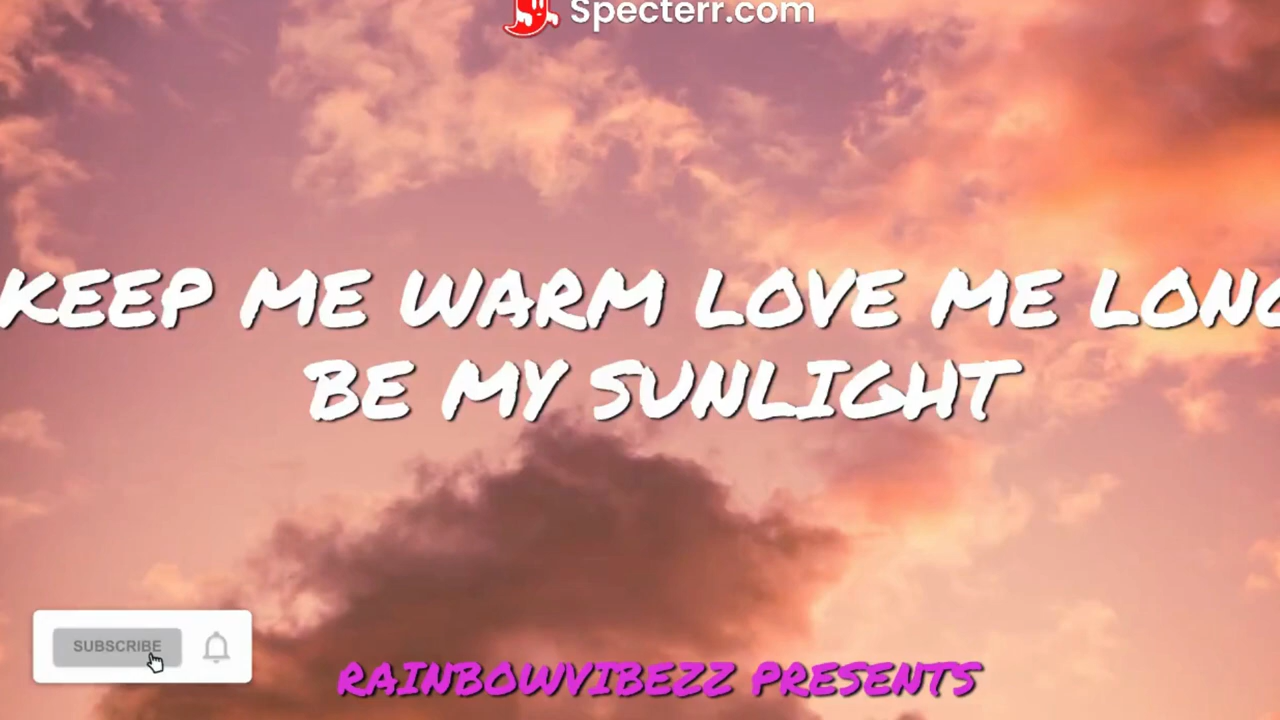 Specterr.com
KEEP ME WARM LOVE ME LONG
BE MY SUNLIGHT
SUBSCRIBE
RAINBOWVIBEZZ PRESENTS